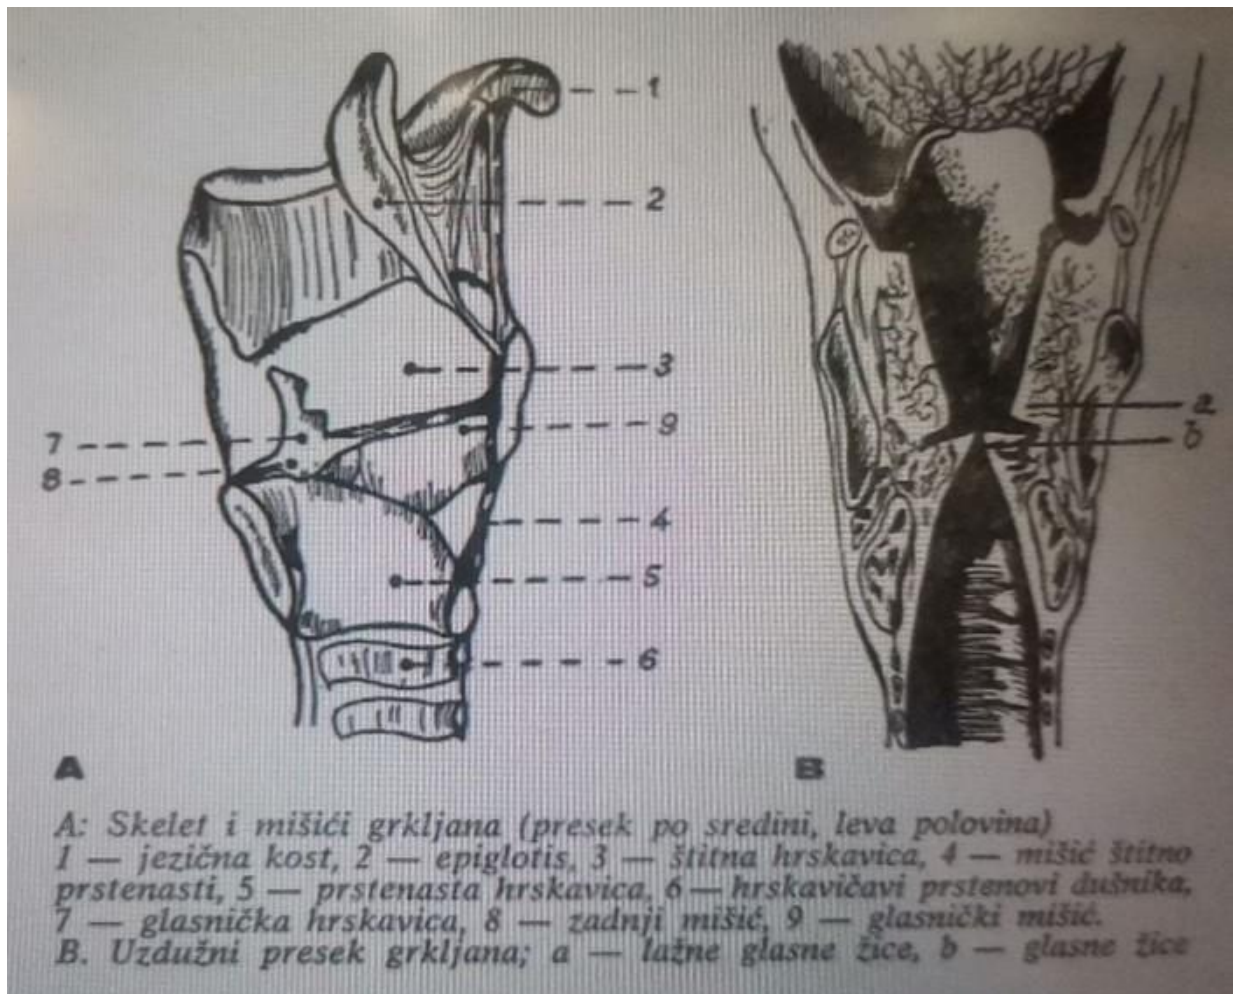 1
2
3
9
7
8
4
5
6
a
b
A
B
A: Skelet i mišići grkljana (presek po sredini, leva polovina)
1 — jezična kost, 2 — epiglotis, 3 — štitna hrskavica, 4 — mišić štitno
prstenasti, 5 — prstenasta hrskavica, 6 — hrskavičavi prstenovi dušnika,
7 — glasnička hrskavica, 8 — zadnji mišić, 9 — glasnički mišić.
B. Uzdužni presek grkljana; a — lažne glasne žice, b — glasne žice